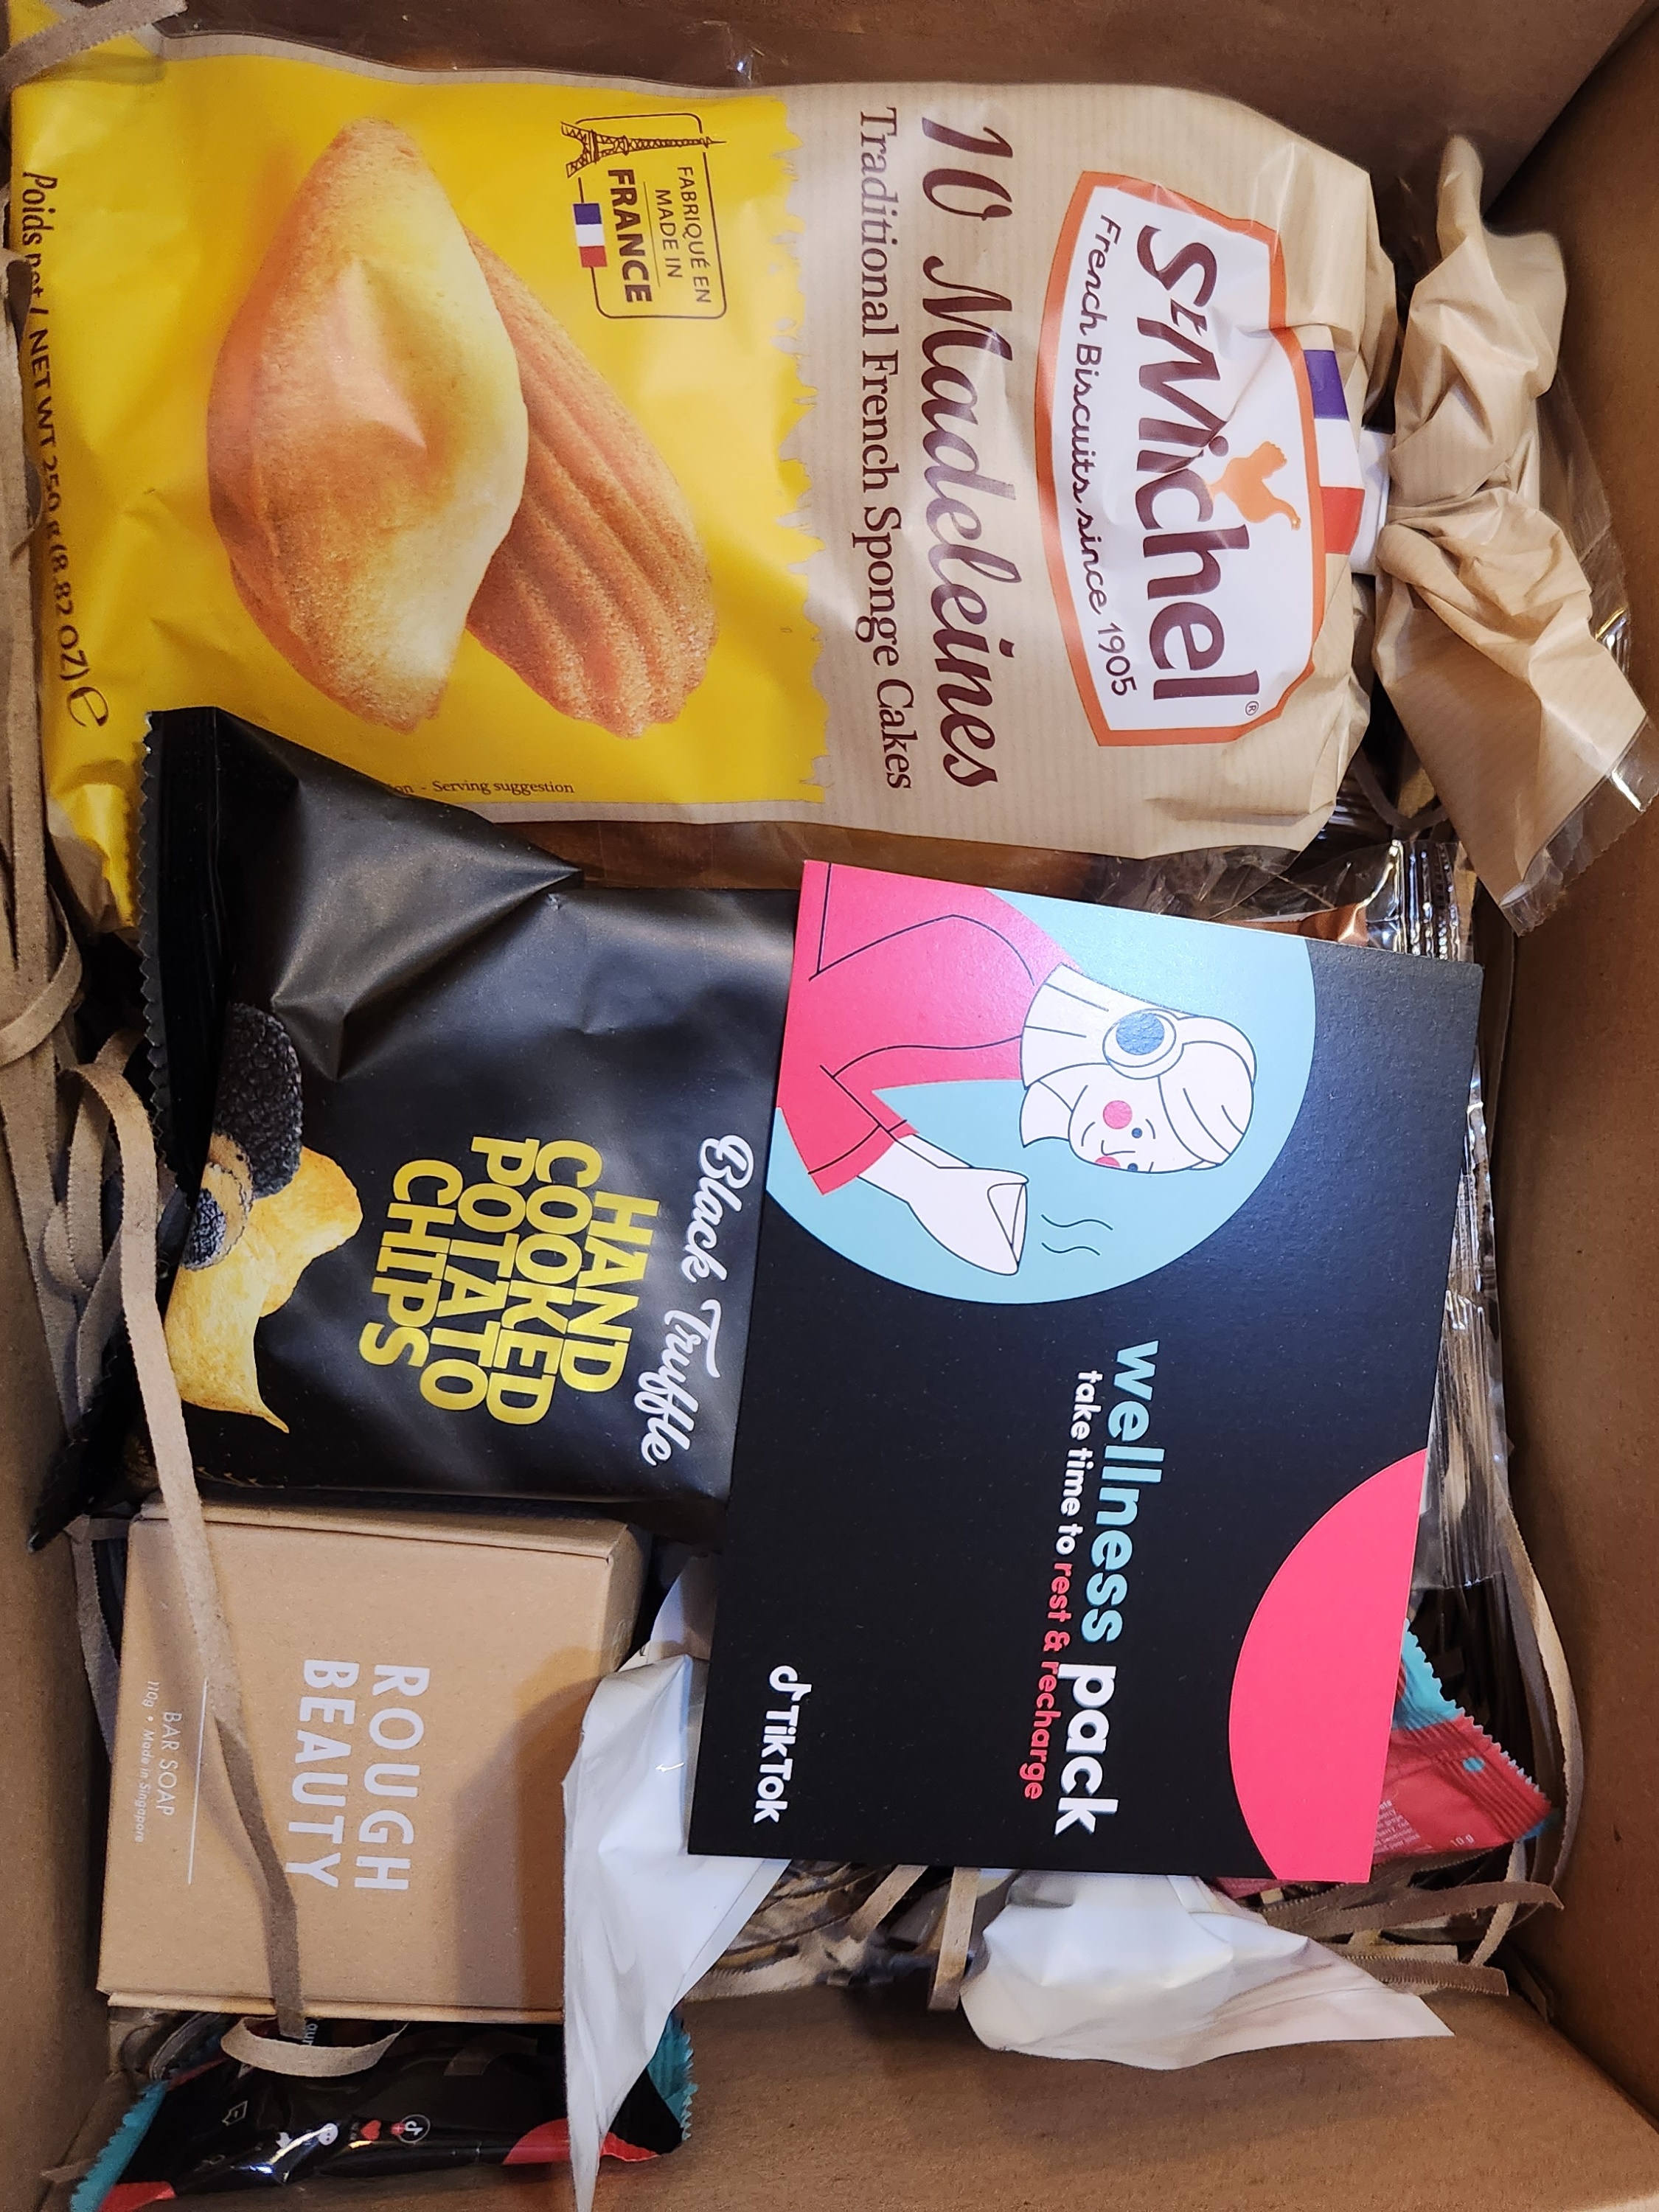 St Michel®
French Biscuits since 1905
10 Madeleines
Traditional French Sponge Cakes
FABRIQUÉ EN
MADE IN
FRANCE
Serving suggestion
Poids net / NET WT 250 g (8.82 OZ) e
wellness pack
take time to rest & recharge
TikTok
Black Truffle
HAND
COOKED
POTATO
CHIPS
ROUGH
BEAUTY
BAR SOAP
110g • Made in Singapore